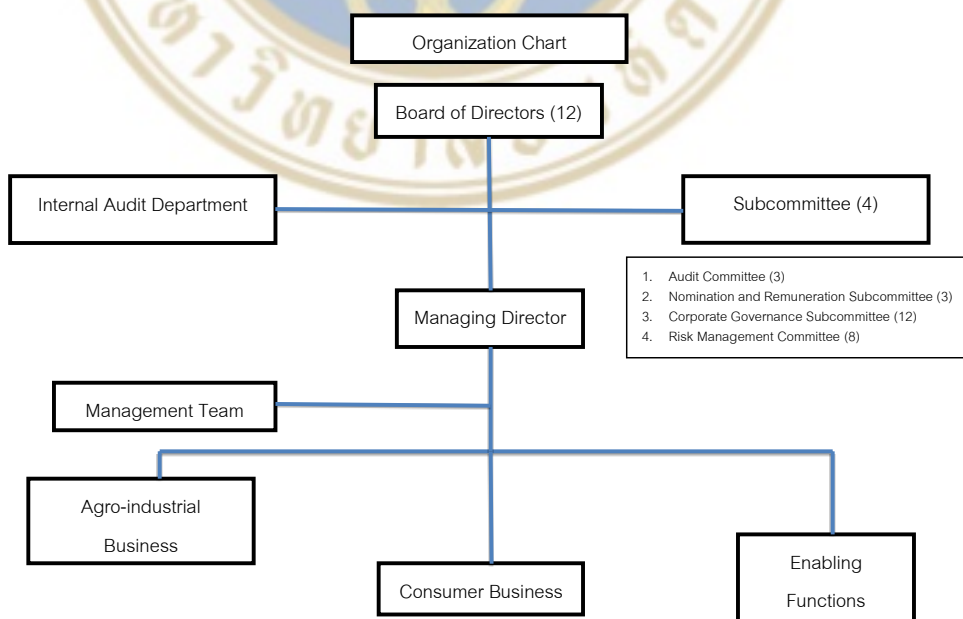 Organization Chart
Board of Directors (12)
Internal Audit Department
Subcommittee (4)
1. Audit Committee (3)
2. Nomination and Remuneration Subcommittee (3)
3. Corporate Governance Subcommittee (12)
4. Risk Management Committee (8)
Managing Director
Management Team
Agro-industrial
Business
Consumer Business
Enabling
Functions